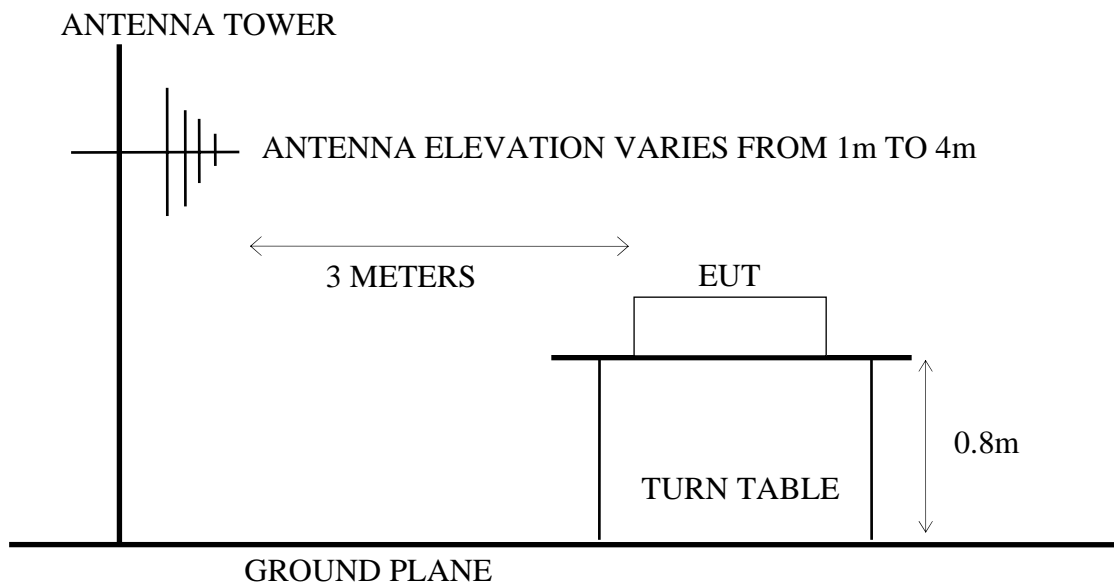 ANTENNA TOWER
ANTENNA ELEVATION VARIES FROM 1m TO 4m
3 METERS
EUT
0.8m
TURN TABLE
GROUND PLANE